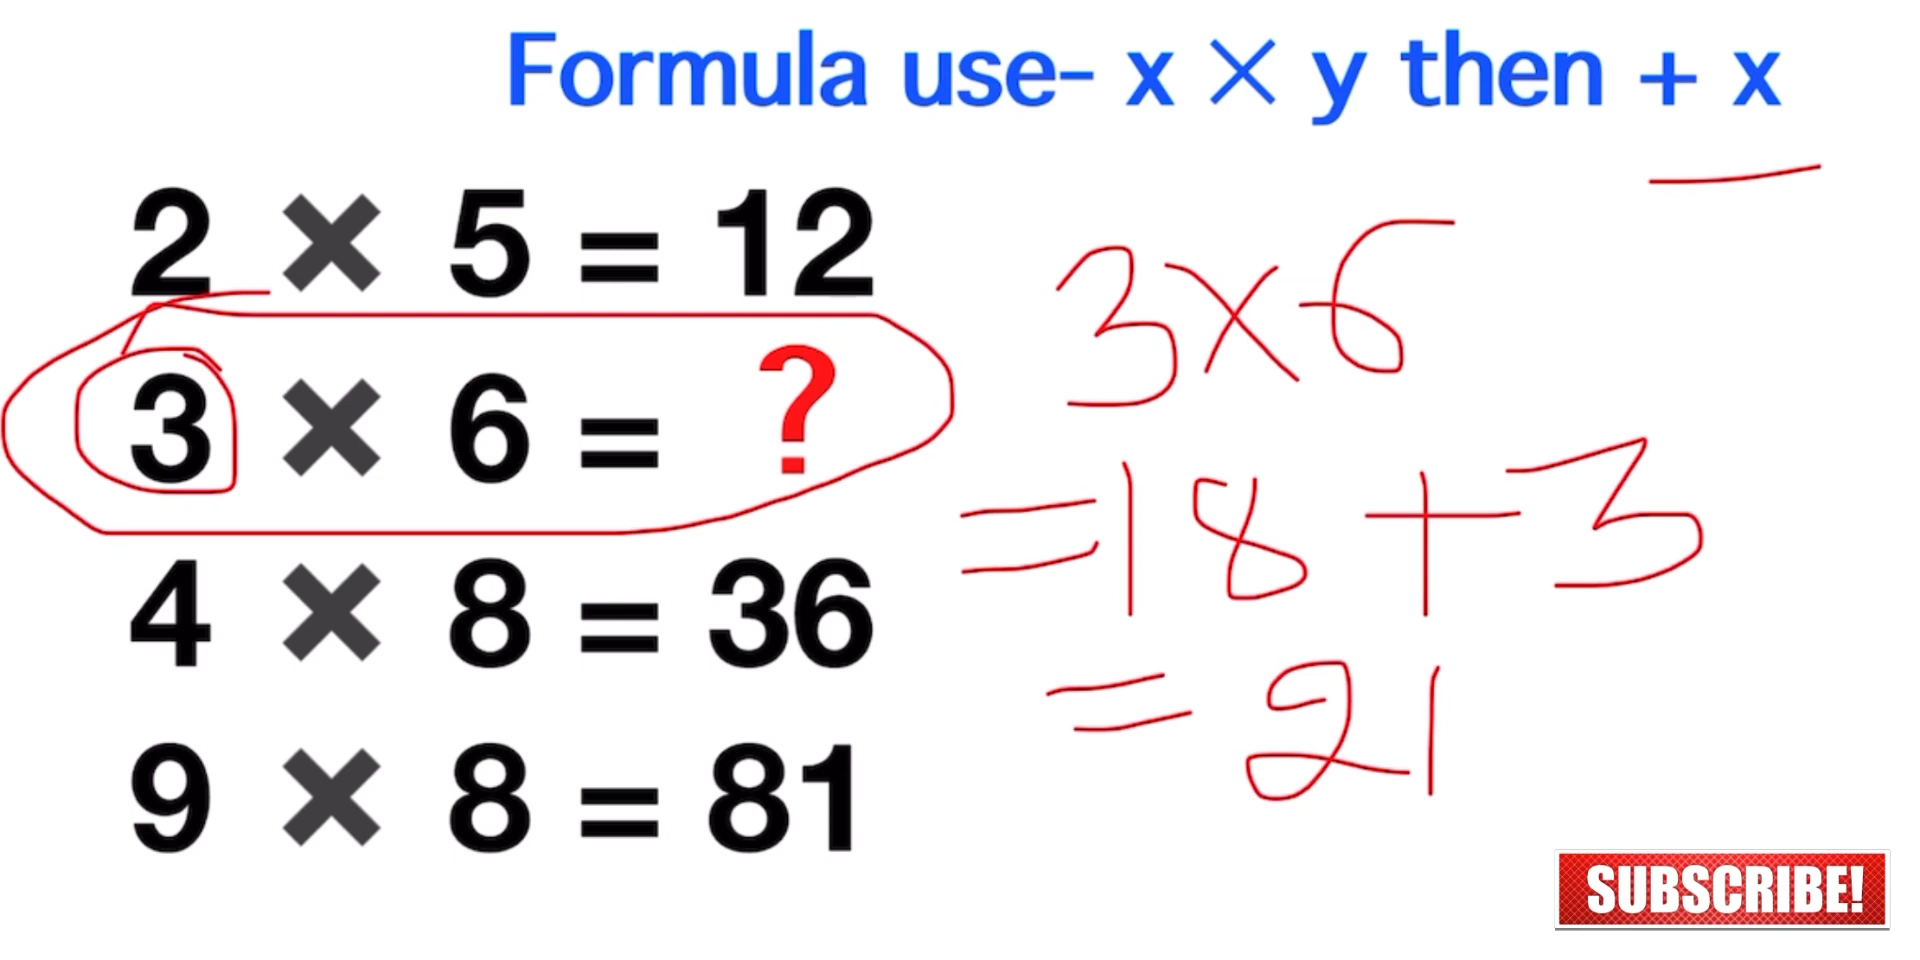 Formula use- x × y then + x
2 × 5 = 12
3 × 6 = ?
4 × 8 = 36
9 × 8 = 81
3×6
=18+3
=21
SUBSCRIBE!